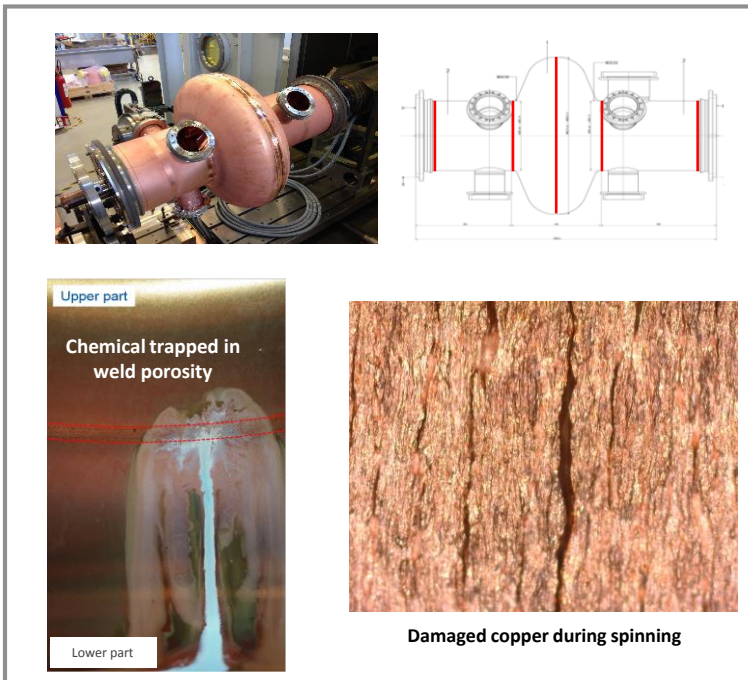 Upper part
Chemical trapped in
weld porosity
Lower part
Damaged copper during spinning